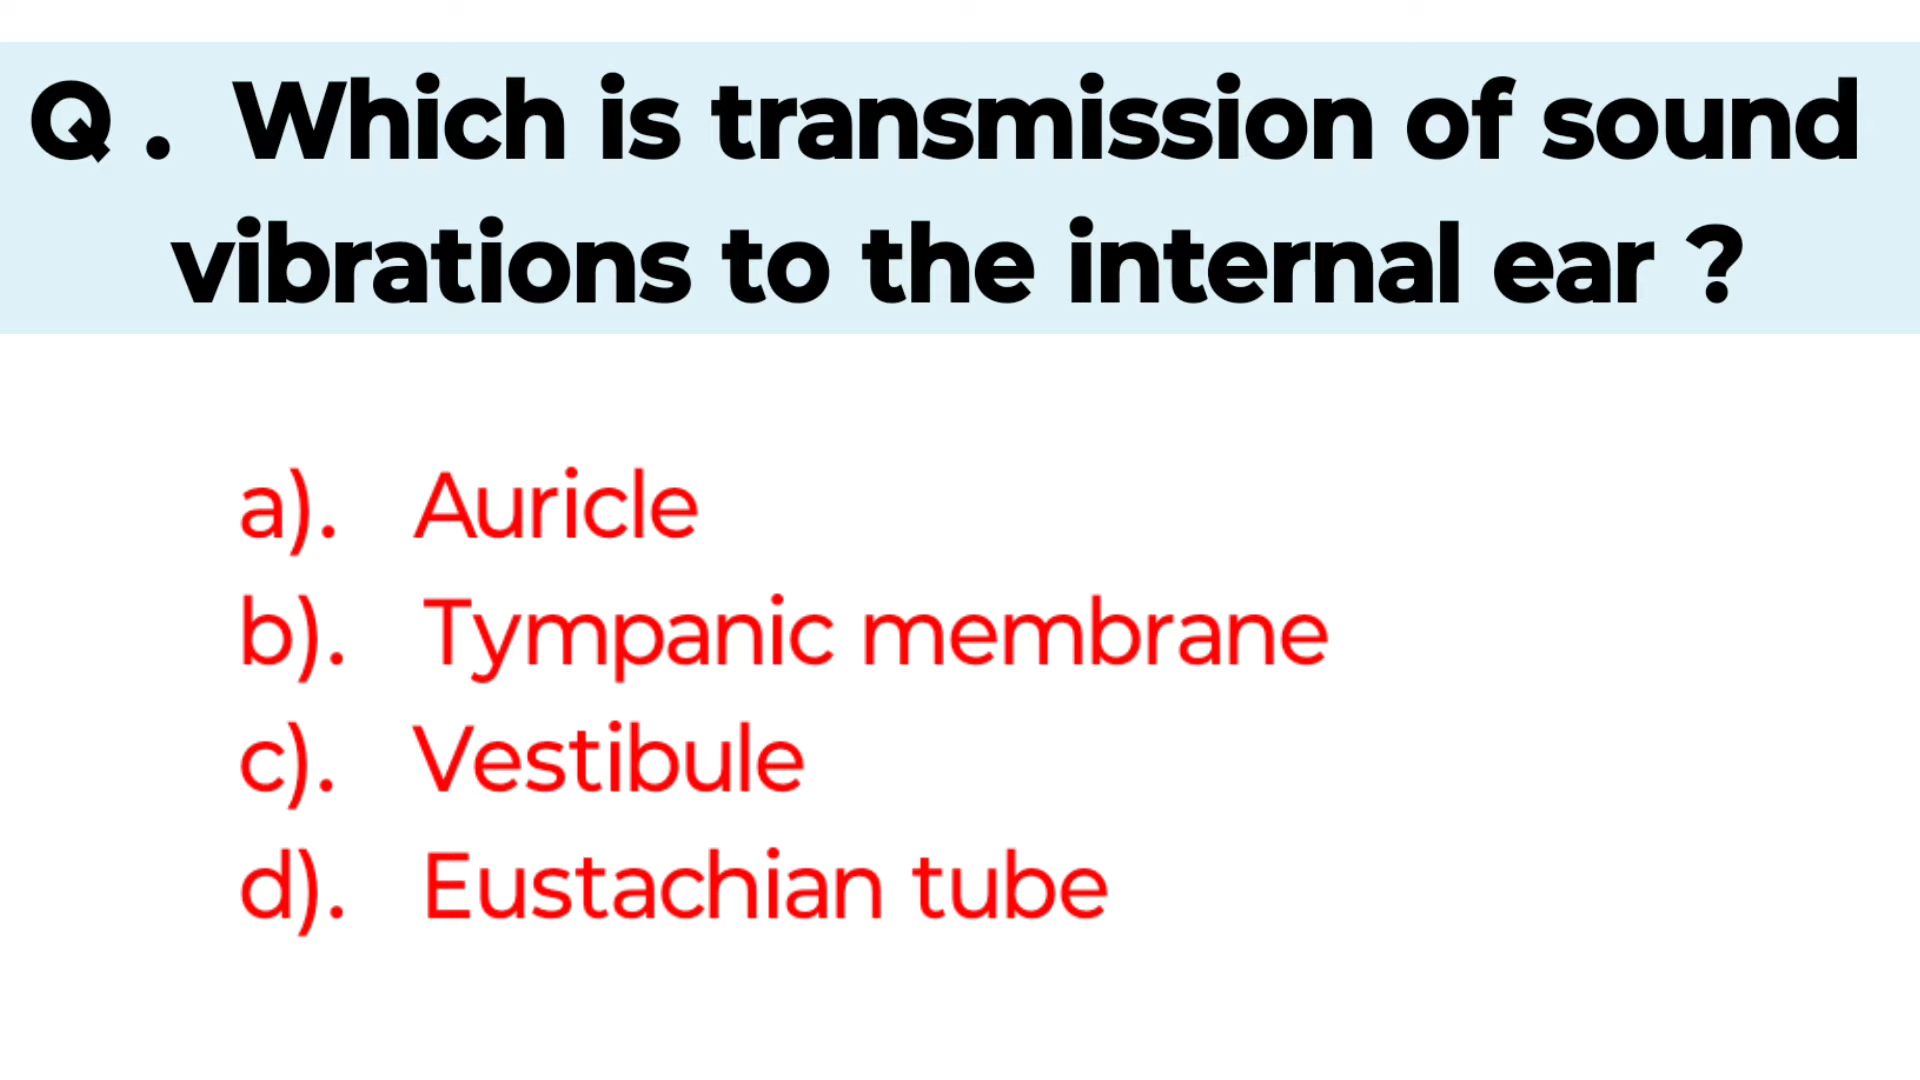 Q . Which is transmission of sound
vibrations to the internal ear ?
a). Auricle
b). Tympanic membrane
c). Vestibule
d). Eustachian tube